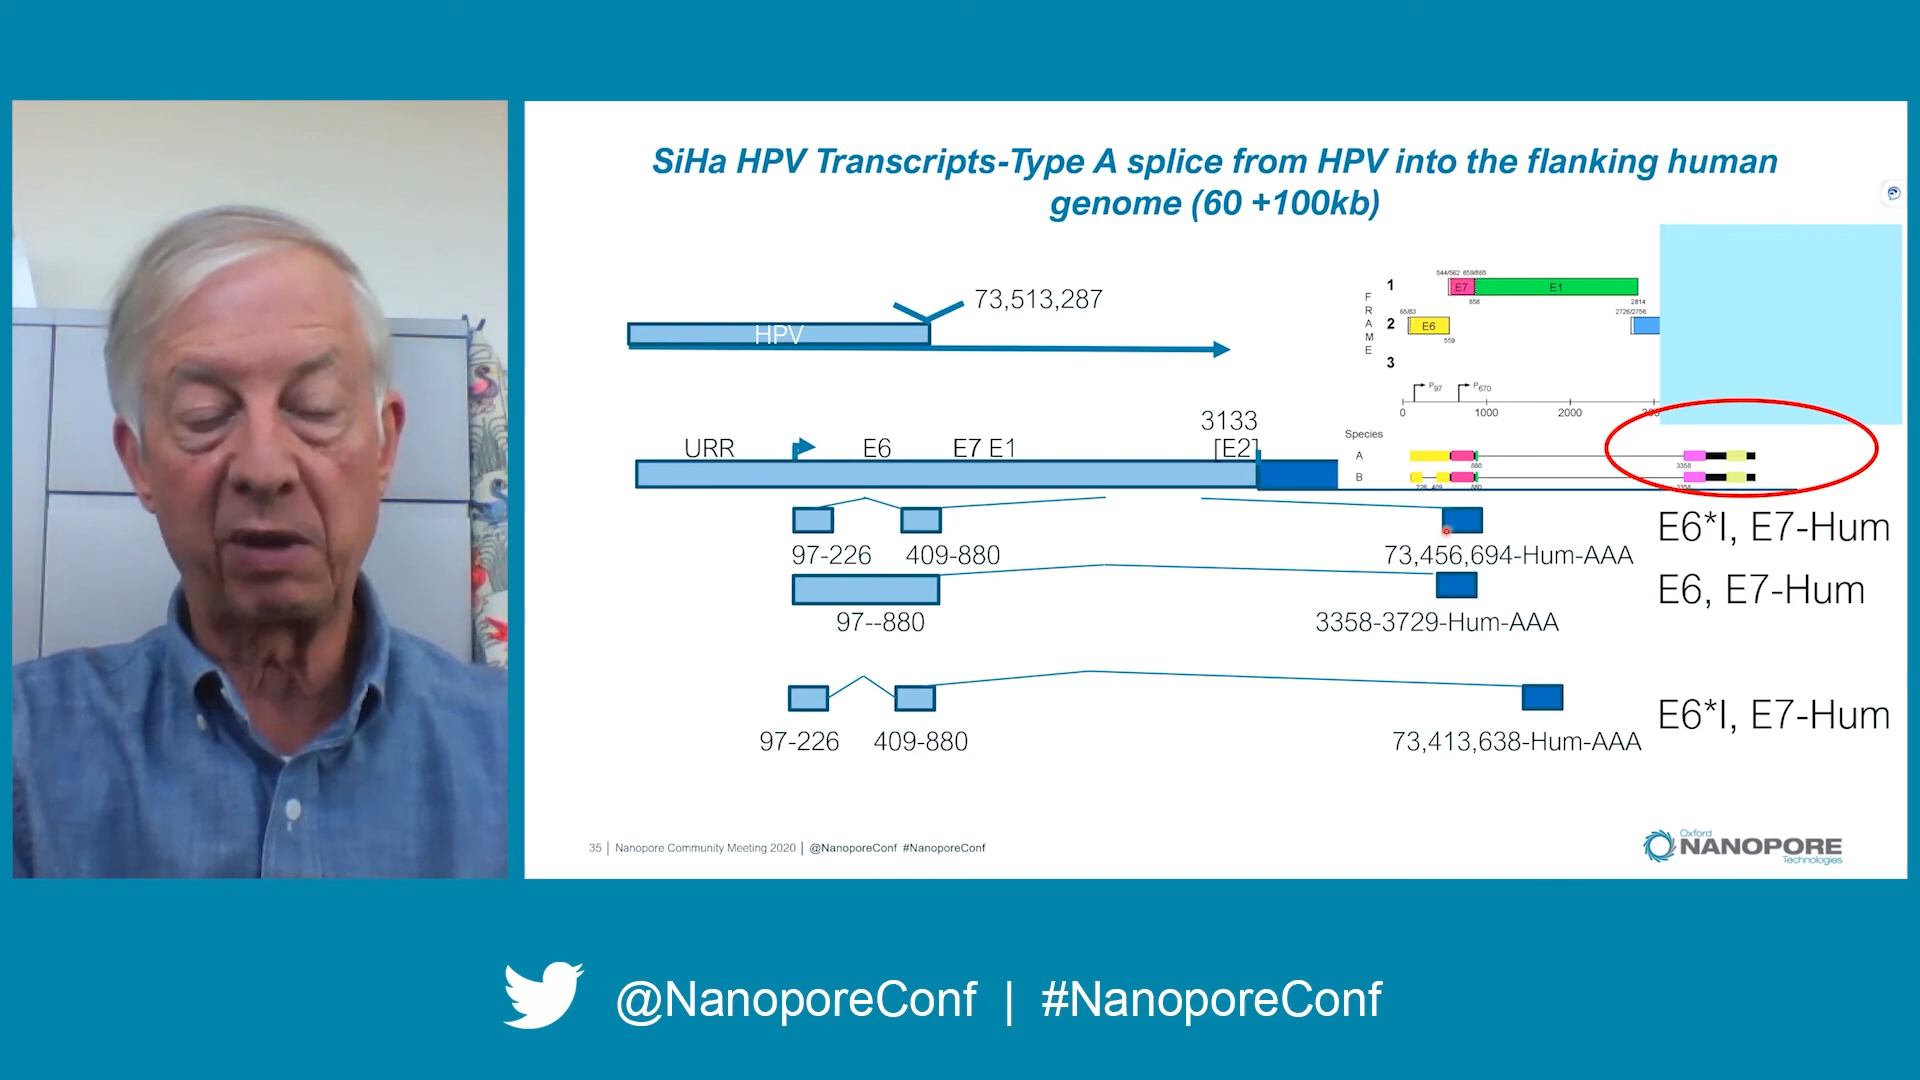 SiHa HPV Transcripts-Type A splice from HPV into the flanking human
genome (60 +100kb)
73,513,287
HPV
FRAME
1
2
3
544/562 859/865
E7
E1
858
2814
65/83
2726/2756
E6
559
P97
P670
0
1000
2000
3133
URR
E6
E7 E1
[E2]
Species
A
880
3358
B
226 409
880
3358
97-226
409-880
73,456,694-Hum-AAA
E6*I, E7-Hum
97--880
3358-3729-Hum-AAA
E6, E7-Hum
97-226
409-880
73,413,638-Hum-AAA
E6*I, E7-Hum
35 | Nanopore Community Meeting 2020 | @NanoporeConf #NanoporeConf
Oxford
NANOPORE
Technologies
@NanoporeConf | #NanoporeConf